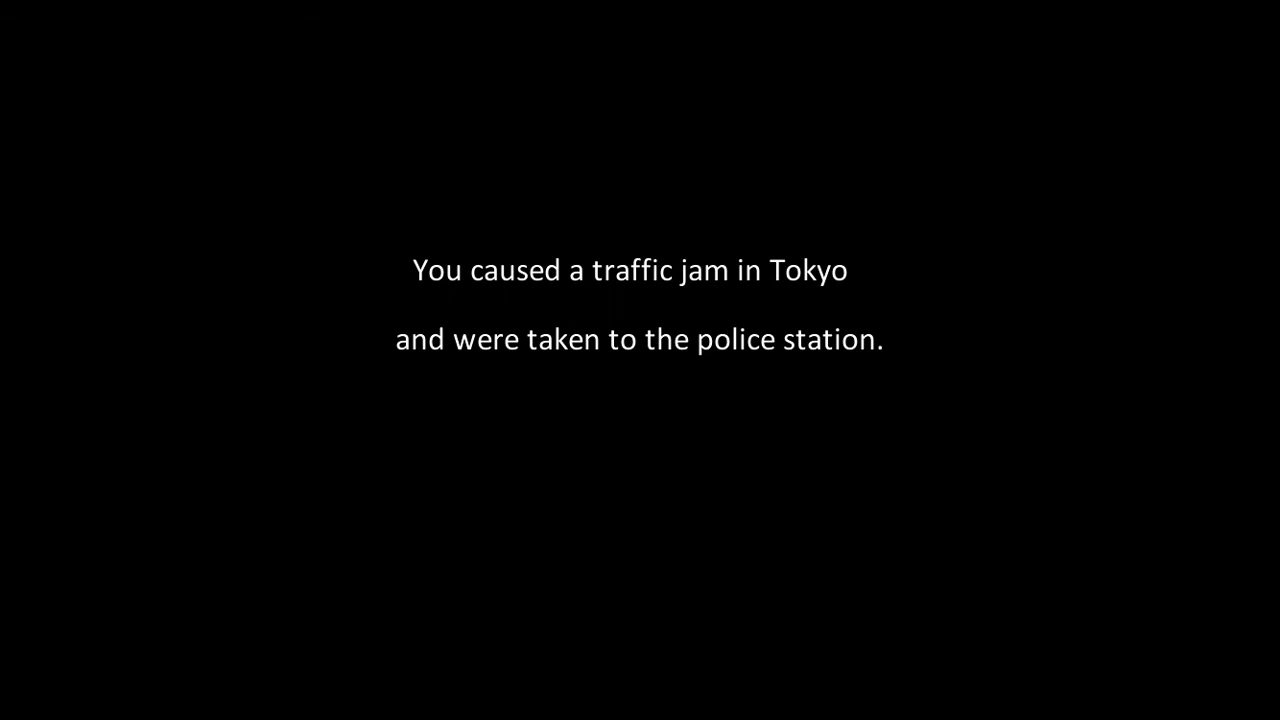 You caused a traffic jam in Tokyo
and were taken to the police station.